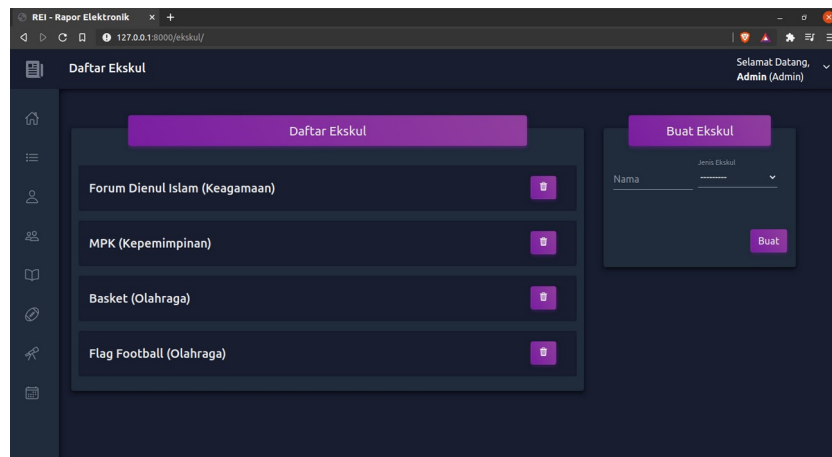 REI - Rapor Elektronik
127.0.0.1:8000/ekskul/
Daftar Ekskul
Selamat Datang,
Admin (Admin)
Daftar Ekskul
Forum Dienul Islam (Keagamaan)
MPK (Kepemimpinan)
Basket (Olahraga)
Flag Football (Olahraga)
Buat Ekskul
Jenis Ekskul
Nama
---------
Buat